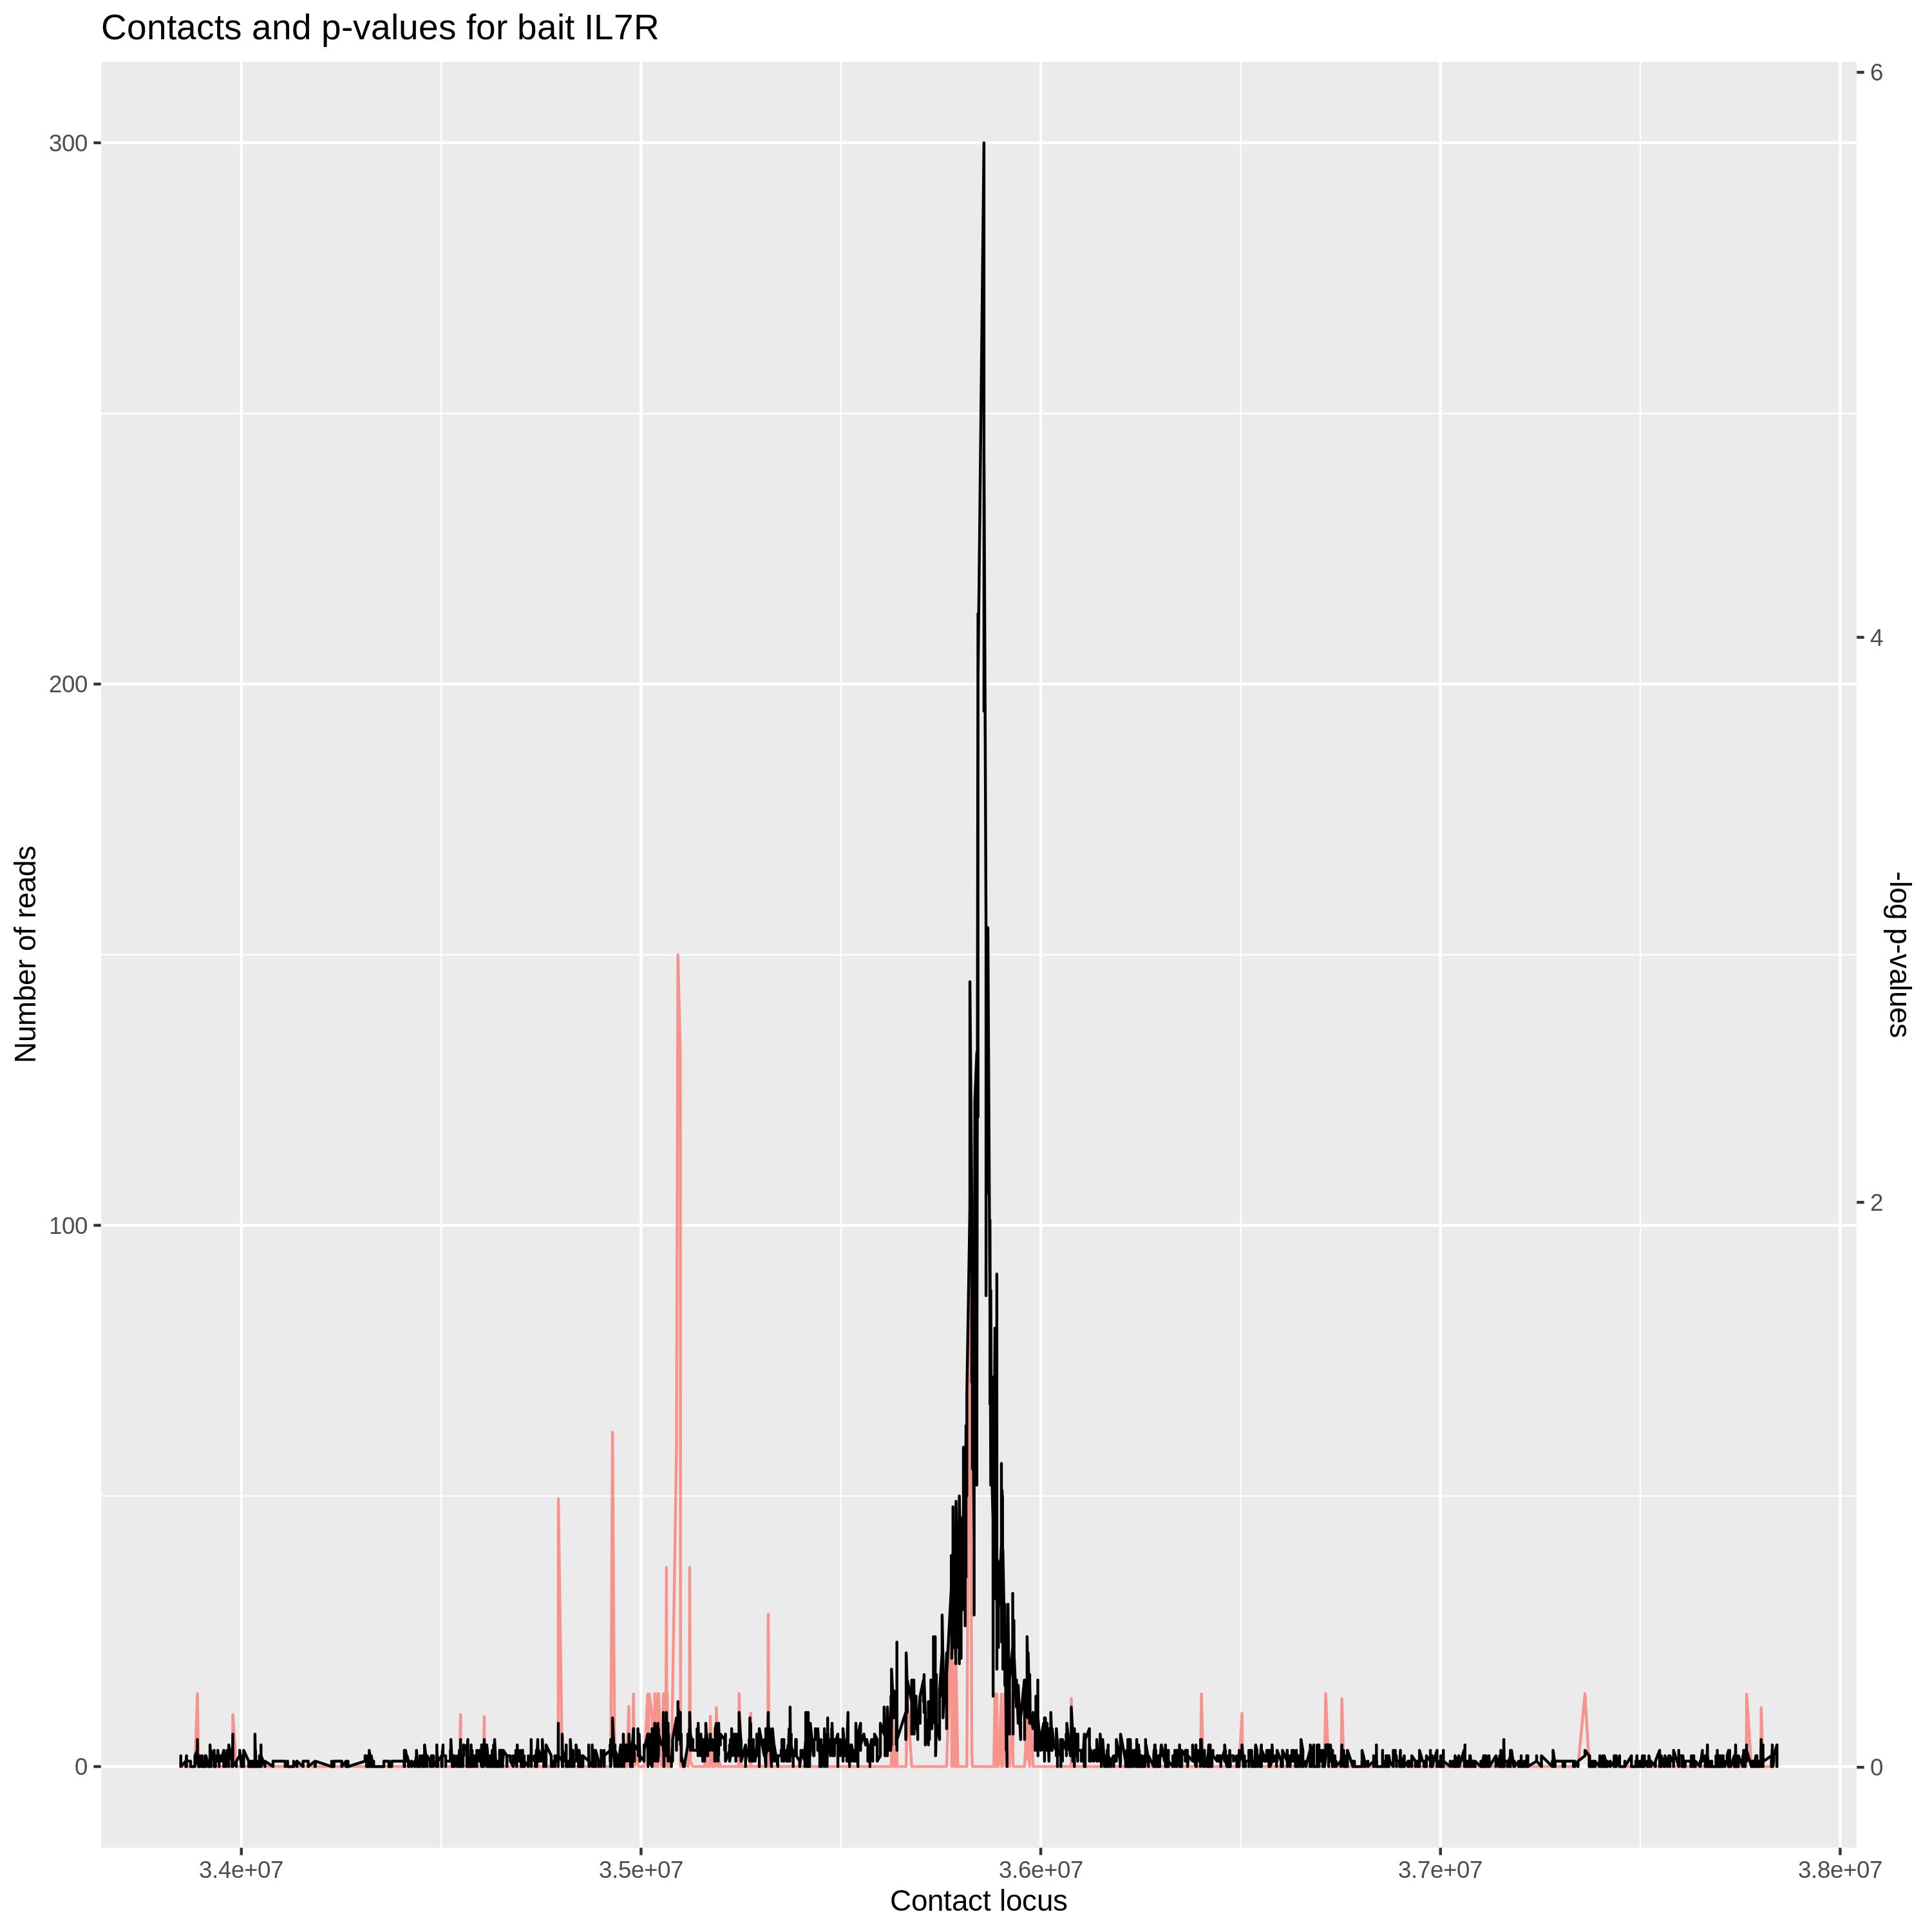 Contacts and p-values for bait IL7R
6
300
4
200
Number of reads
-log p-values
2
100
0
0
3.4e+07
3.5e+07
3.6e+07
3.7e+07
3.8e+07
Contact locus